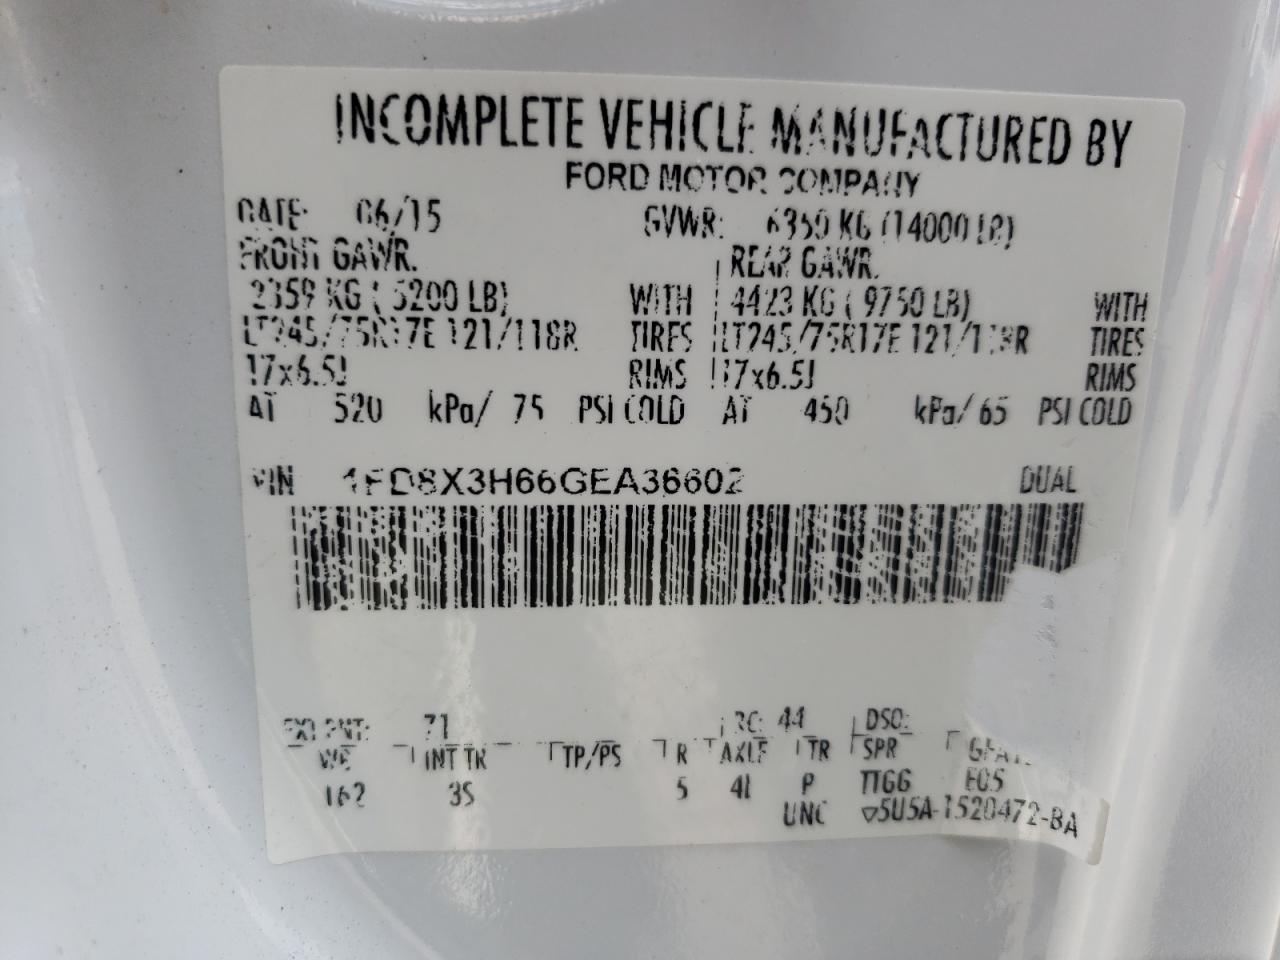 INCOMPLETE VEHICLE MANUFACTURED BY
FORD MOTOR COMPANY
DATE: 06/15 GVWR: 6350 KG (14000 LB)
FRONT GAWR: REAR GAWR:
2359 KG ( 5200 LB) WITH 4423 KG ( 9750 LB) WITH
LT245/75R17E 121/118R TIRES LT245/75R17E 121/118R TIRES
17x6.5J RIMS 17x6.5J RIMS
AT 520 kPa/ 75 PSI COLD AT 450 kPa/ 65 PSI COLD
VIN 1FD8X3H66GEA36602 DUAL
EXT PNT: 71 RC: 44 DSO:
WB INT TR TP/PS R AXLE TR SPR
162 3S 5 4L P TTGG
UNC ▽5U5A-1520472-BA